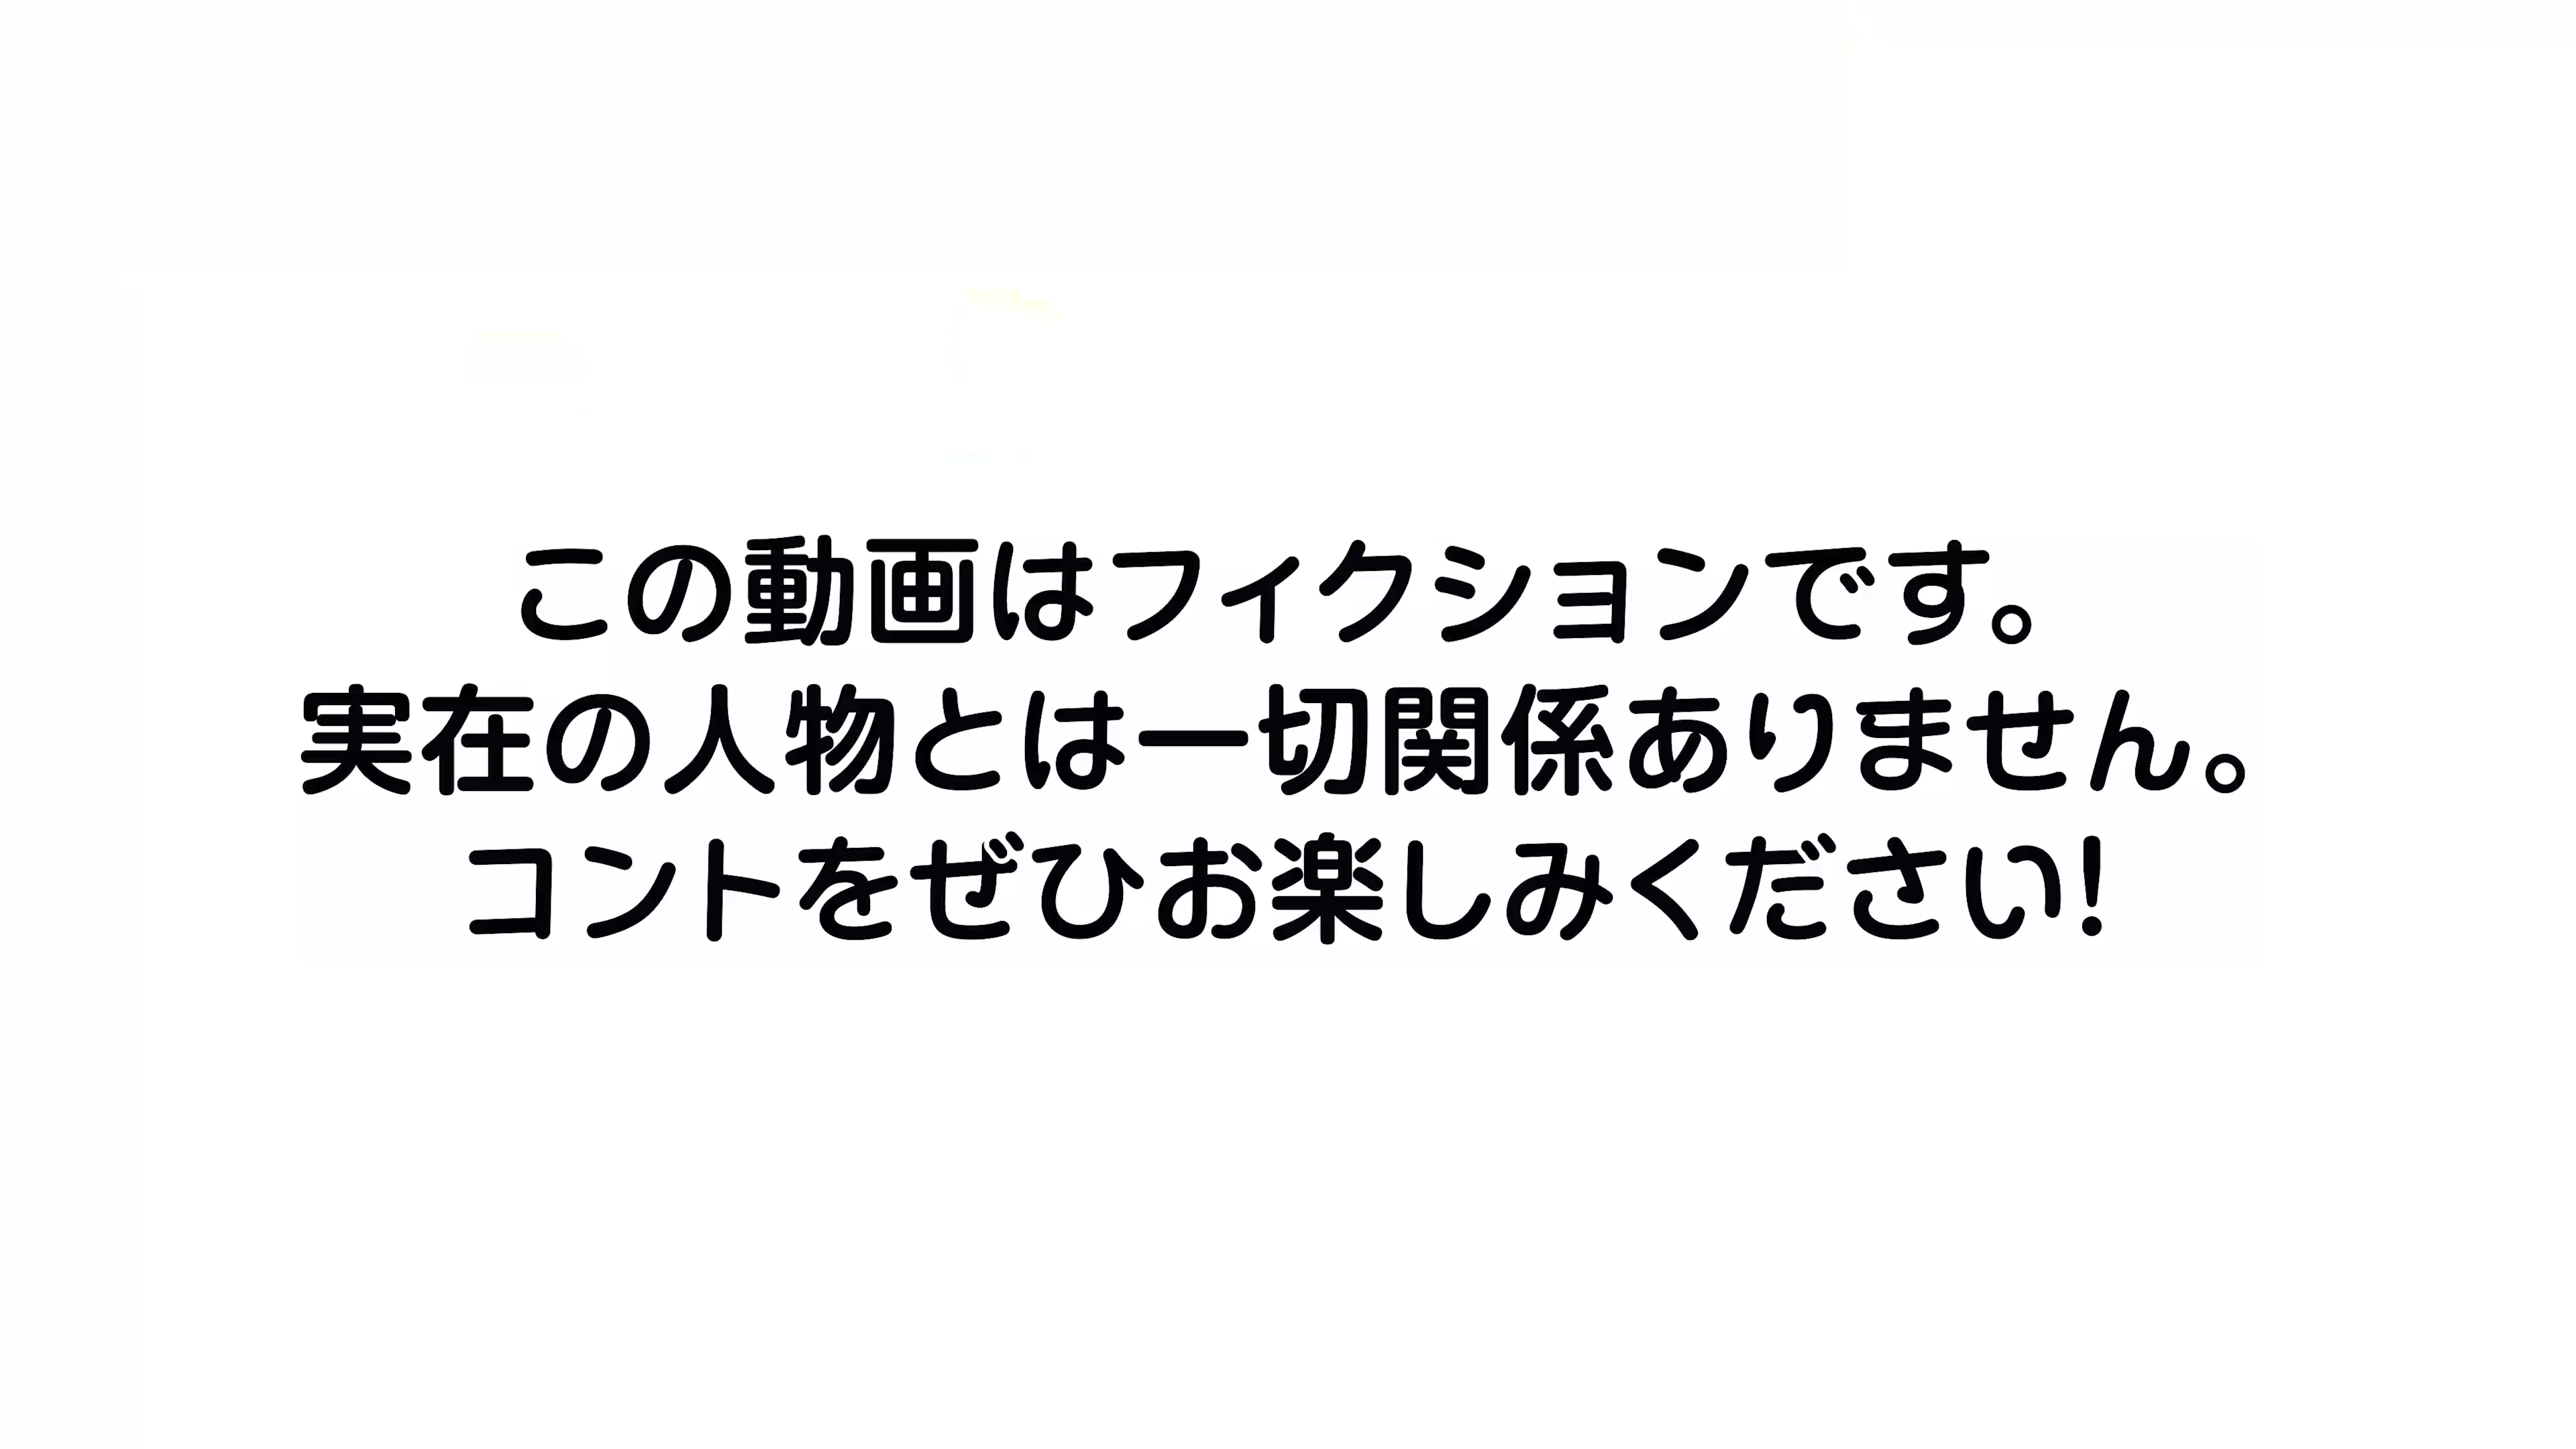 この動画はフィクションです。
実在の人物とは一切関係ありません。
コントをぜひお楽しみください!